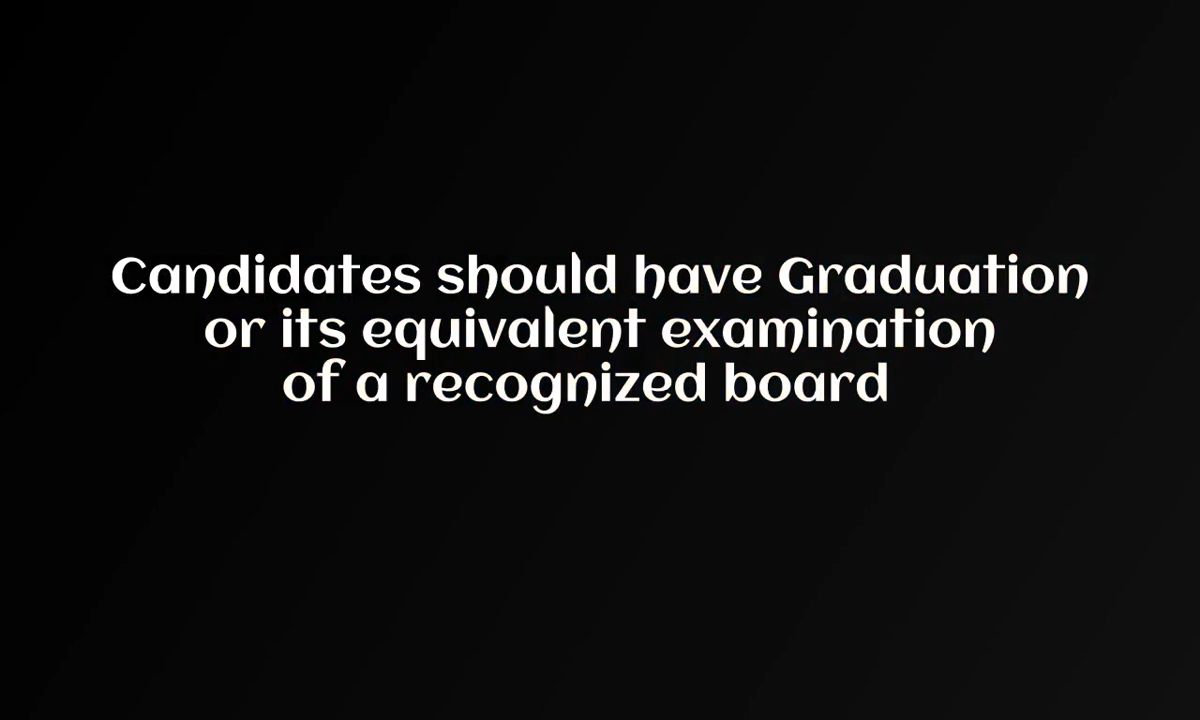 Candidates should have Graduation
or its equivalent examination
of a recognized board